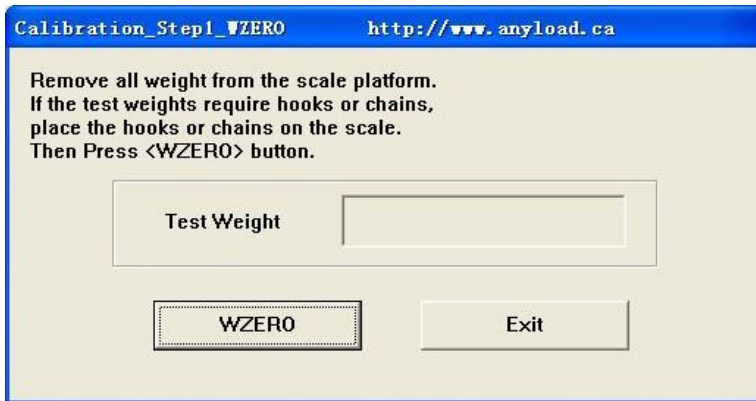 Calibration_Step1_WZERO http://www.anyload.ca
Remove all weight from the scale platform.
If the test weights require hooks or chains,
place the hooks or chains on the scale.
Then Press <WZERO> button.
Test Weight
WZERO Exit